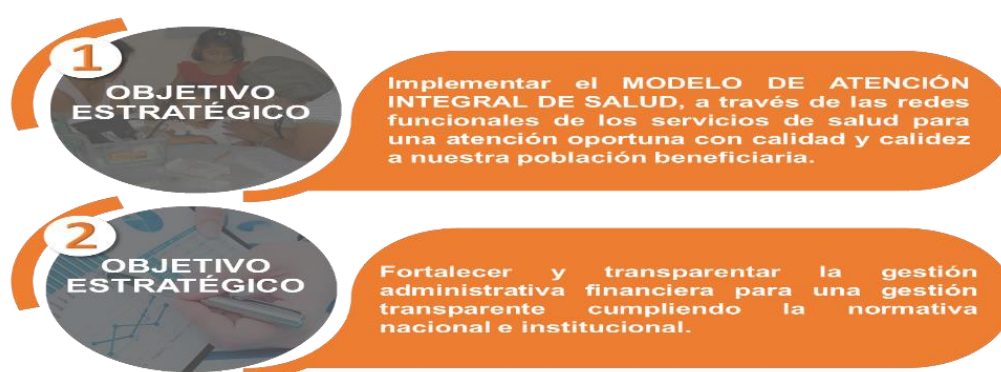 1
OBJETIVO
ESTRATÉGICO
Implementar el MODELO DE ATENCIÓN
INTEGRAL DE SALUD, a través de las redes
funcionales de los servicios de salud para
una atención oportuna con calidad y calidez
a nuestra población beneficiaria.
2
OBJETIVO
ESTRATÉGICO
Fortalecer y transparentar la gestión
administrativa financiera para una gestión
transparente cumpliendo la normativa
nacional e institucional.